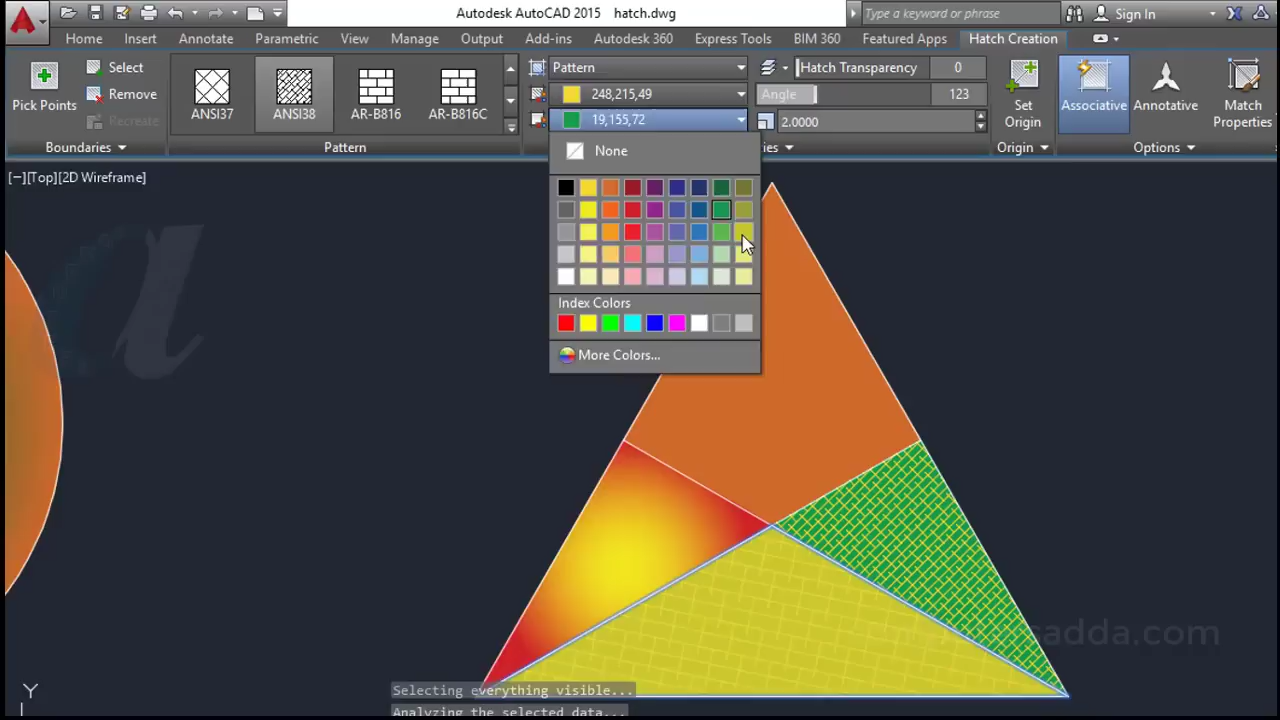 Autodesk AutoCAD 2015 hatch.dwg
Type a keyword or phrase
Sign In
Home Insert Annotate Parametric View Manage Output Add-ins Autodesk 360 Express Tools BIM 360 Featured Apps Hatch Creation
Pick Points
Select
Remove
Recreate
Boundaries
ANSI37
ANSI38
AR-B816
AR-B816C
Pattern
Pattern
248,215,49
19,155,72
Hatch Transparency 0
Angle 123
2.0000
Set
Origin
Origin
Associative
Annotative
Match
Properties
Options
None
Index Colors
More Colors...
[−][Top][2D Wireframe]
Y
Selecting everything visible...
Analyzing the selected data...